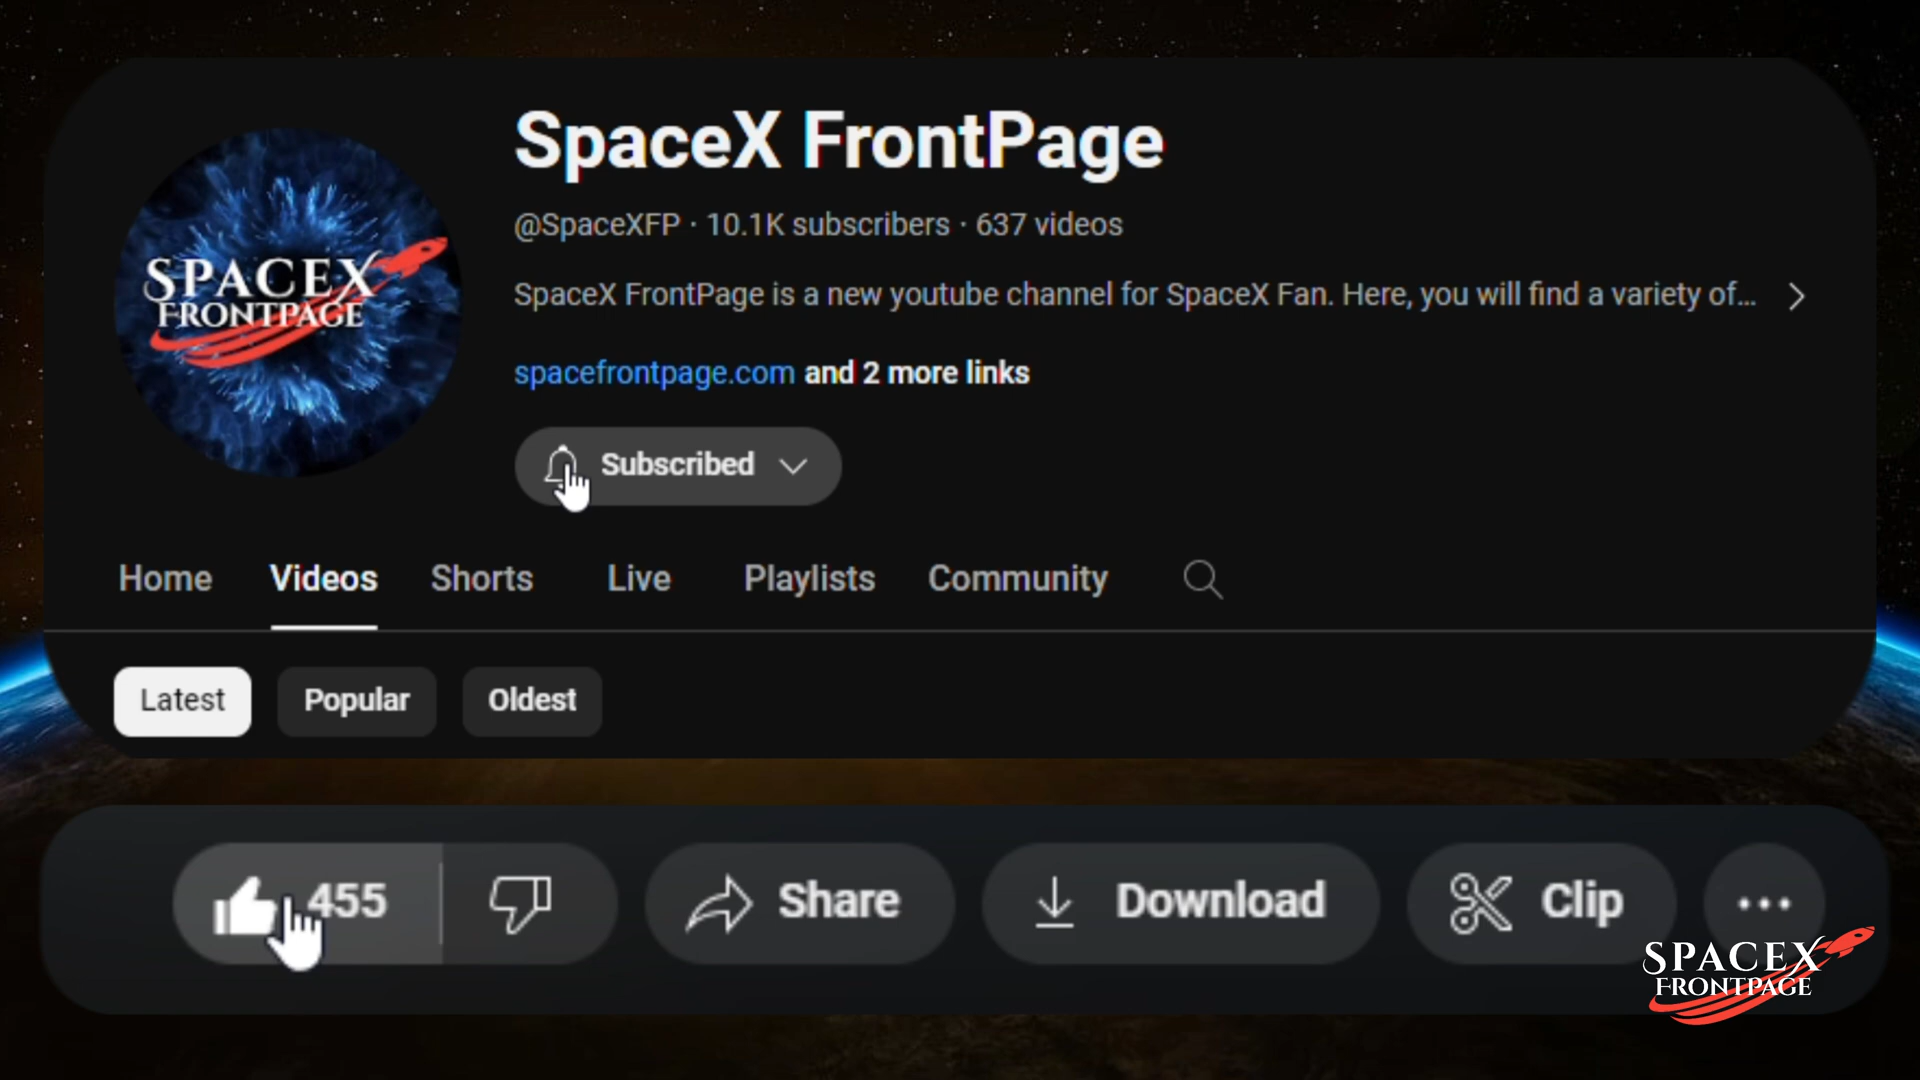 SpaceX FrontPage
@SpaceXFP · 10.1K subscribers · 637 videos
SpaceX FrontPage is a new youtube channel for SpaceX Fan. Here, you will find a variety of...
spacefrontpage.com and 2 more links
SPACEX
FRONTPAGE
Subscribed
Home Videos Shorts Live Playlists Community
Latest Popular Oldest
455 Share Download Clip
SPACEX
FRONTPAGE